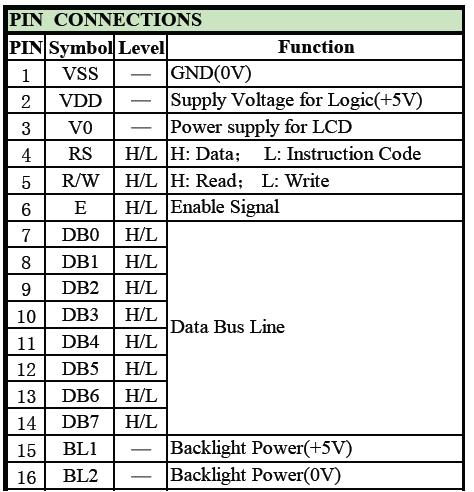 PIN CONNECTIONS
PIN Symbol Level Function
1 VSS — GND(0V)
2 VDD — Supply Voltage for Logic(+5V)
3 V0 — Power supply for LCD
4 RS H/L H: Data； L: Instruction Code
5 R/W H/L H: Read； L: Write
6 E H/L Enable Signal
7 DB0 H/L
8 DB1 H/L
9 DB2 H/L
10 DB3 H/L
Data Bus Line
11 DB4 H/L
12 DB5 H/L
13 DB6 H/L
14 DB7 H/L
15 BL1 — Backlight Power(+5V)
16 BL2 — Backlight Power(0V)